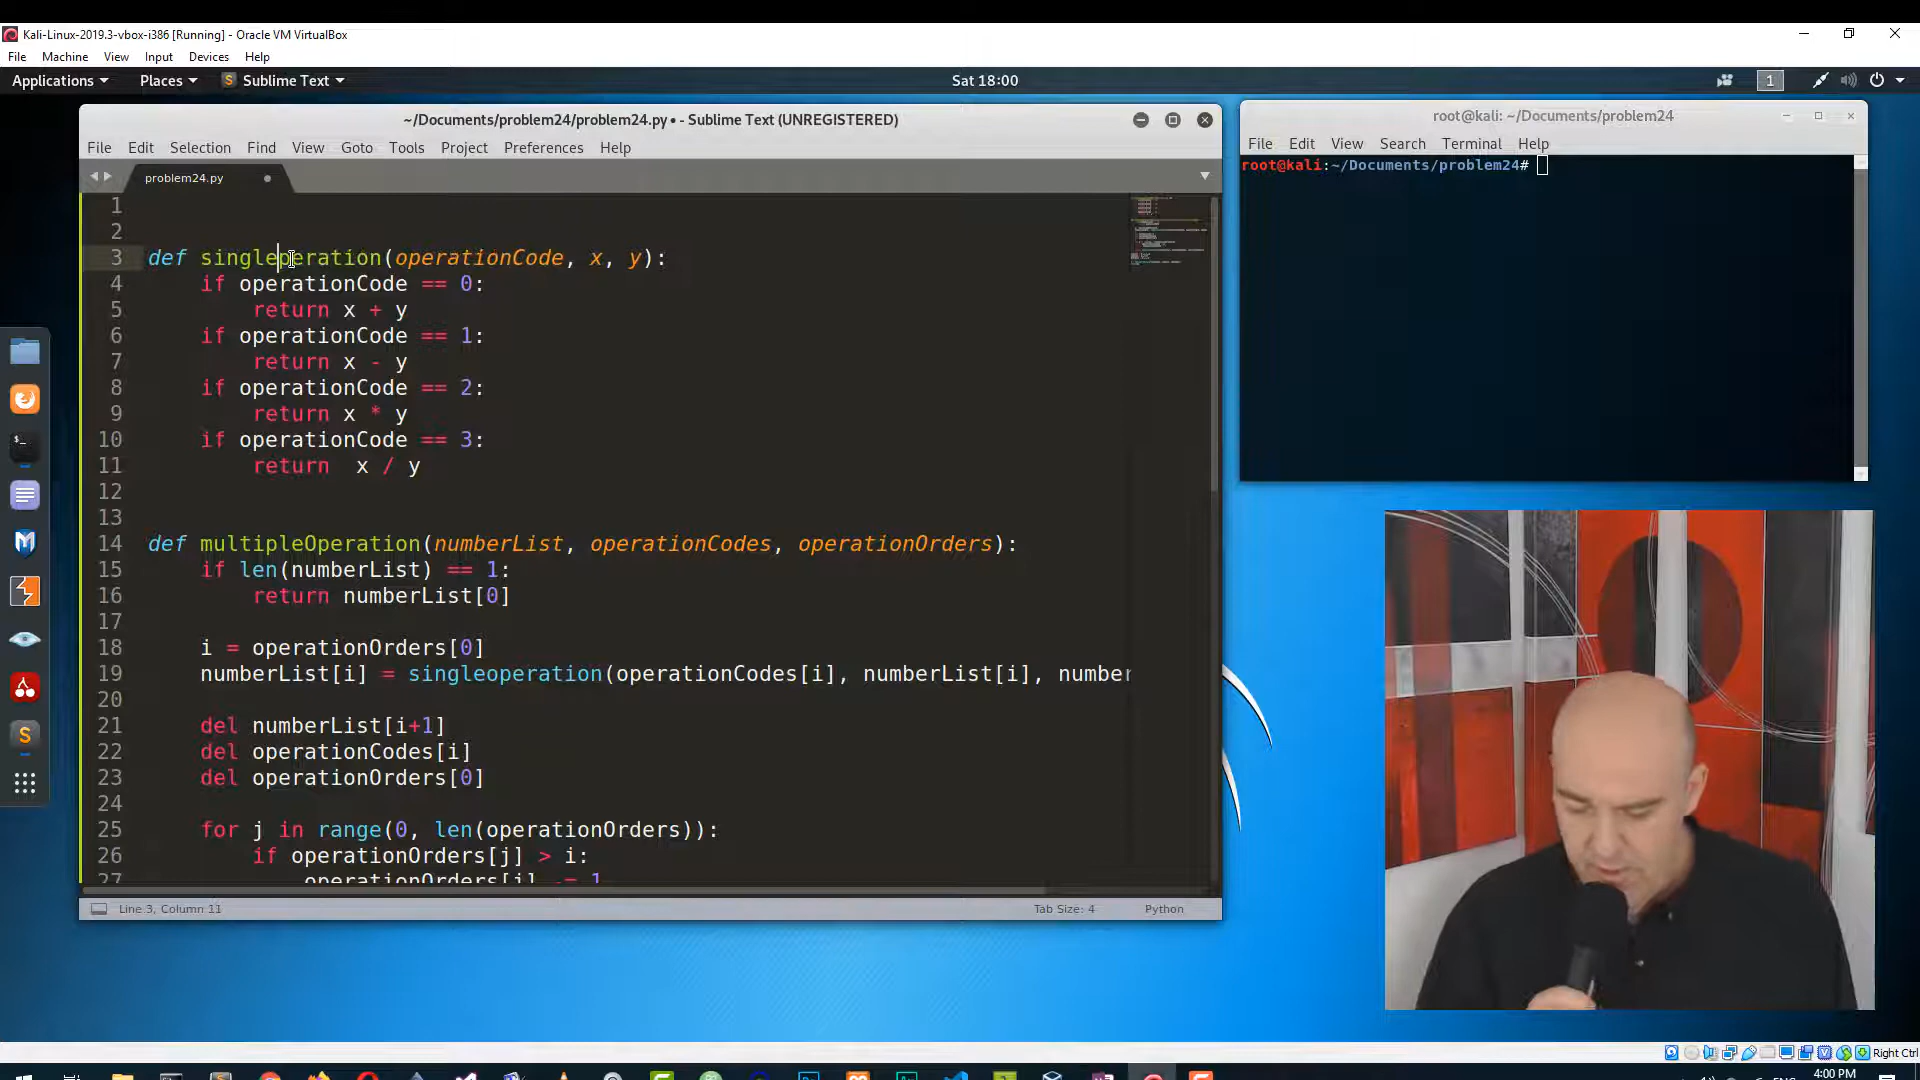 Kali-Linux-2019.3-vbox-i386 [Running] - Oracle VM VirtualBox
File Machine View Input Devices Help
Applications Places Sublime Text Sat 18:00 1
~/Documents/problem24/problem24.py • - Sublime Text (UNREGISTERED)
File Edit Selection Find View Goto Tools Project Preferences Help
problem24.py
1
2
3 def singleperation(operationCode, x, y):
4 if operationCode == 0:
5 return x + y
6 if operationCode == 1:
7 return x - y
8 if operationCode == 2:
9 return x * y
10 if operationCode == 3:
11 return  x / y
12
13
14 def multipleOperation(numberList, operationCodes, operationOrders):
15 if len(numberList) == 1:
16 return numberList[0]
17
18 i = operationOrders[0]
19 numberList[i] = singleoperation(operationCodes[i], numberList[i], number
20
21 del numberList[i+1]
22 del operationCodes[i]
23 del operationOrders[0]
24
25 for j in range(0, len(operationOrders)):
26 if operationOrders[j] > i:
27 operationOrders[j] -= 1
Line 3, Column 11 Tab Size: 4 Python
root@kali: ~/Documents/problem24
File Edit View Search Terminal Help
root@kali:~/Documents/problem24#
Right Ctrl
4:00 PM